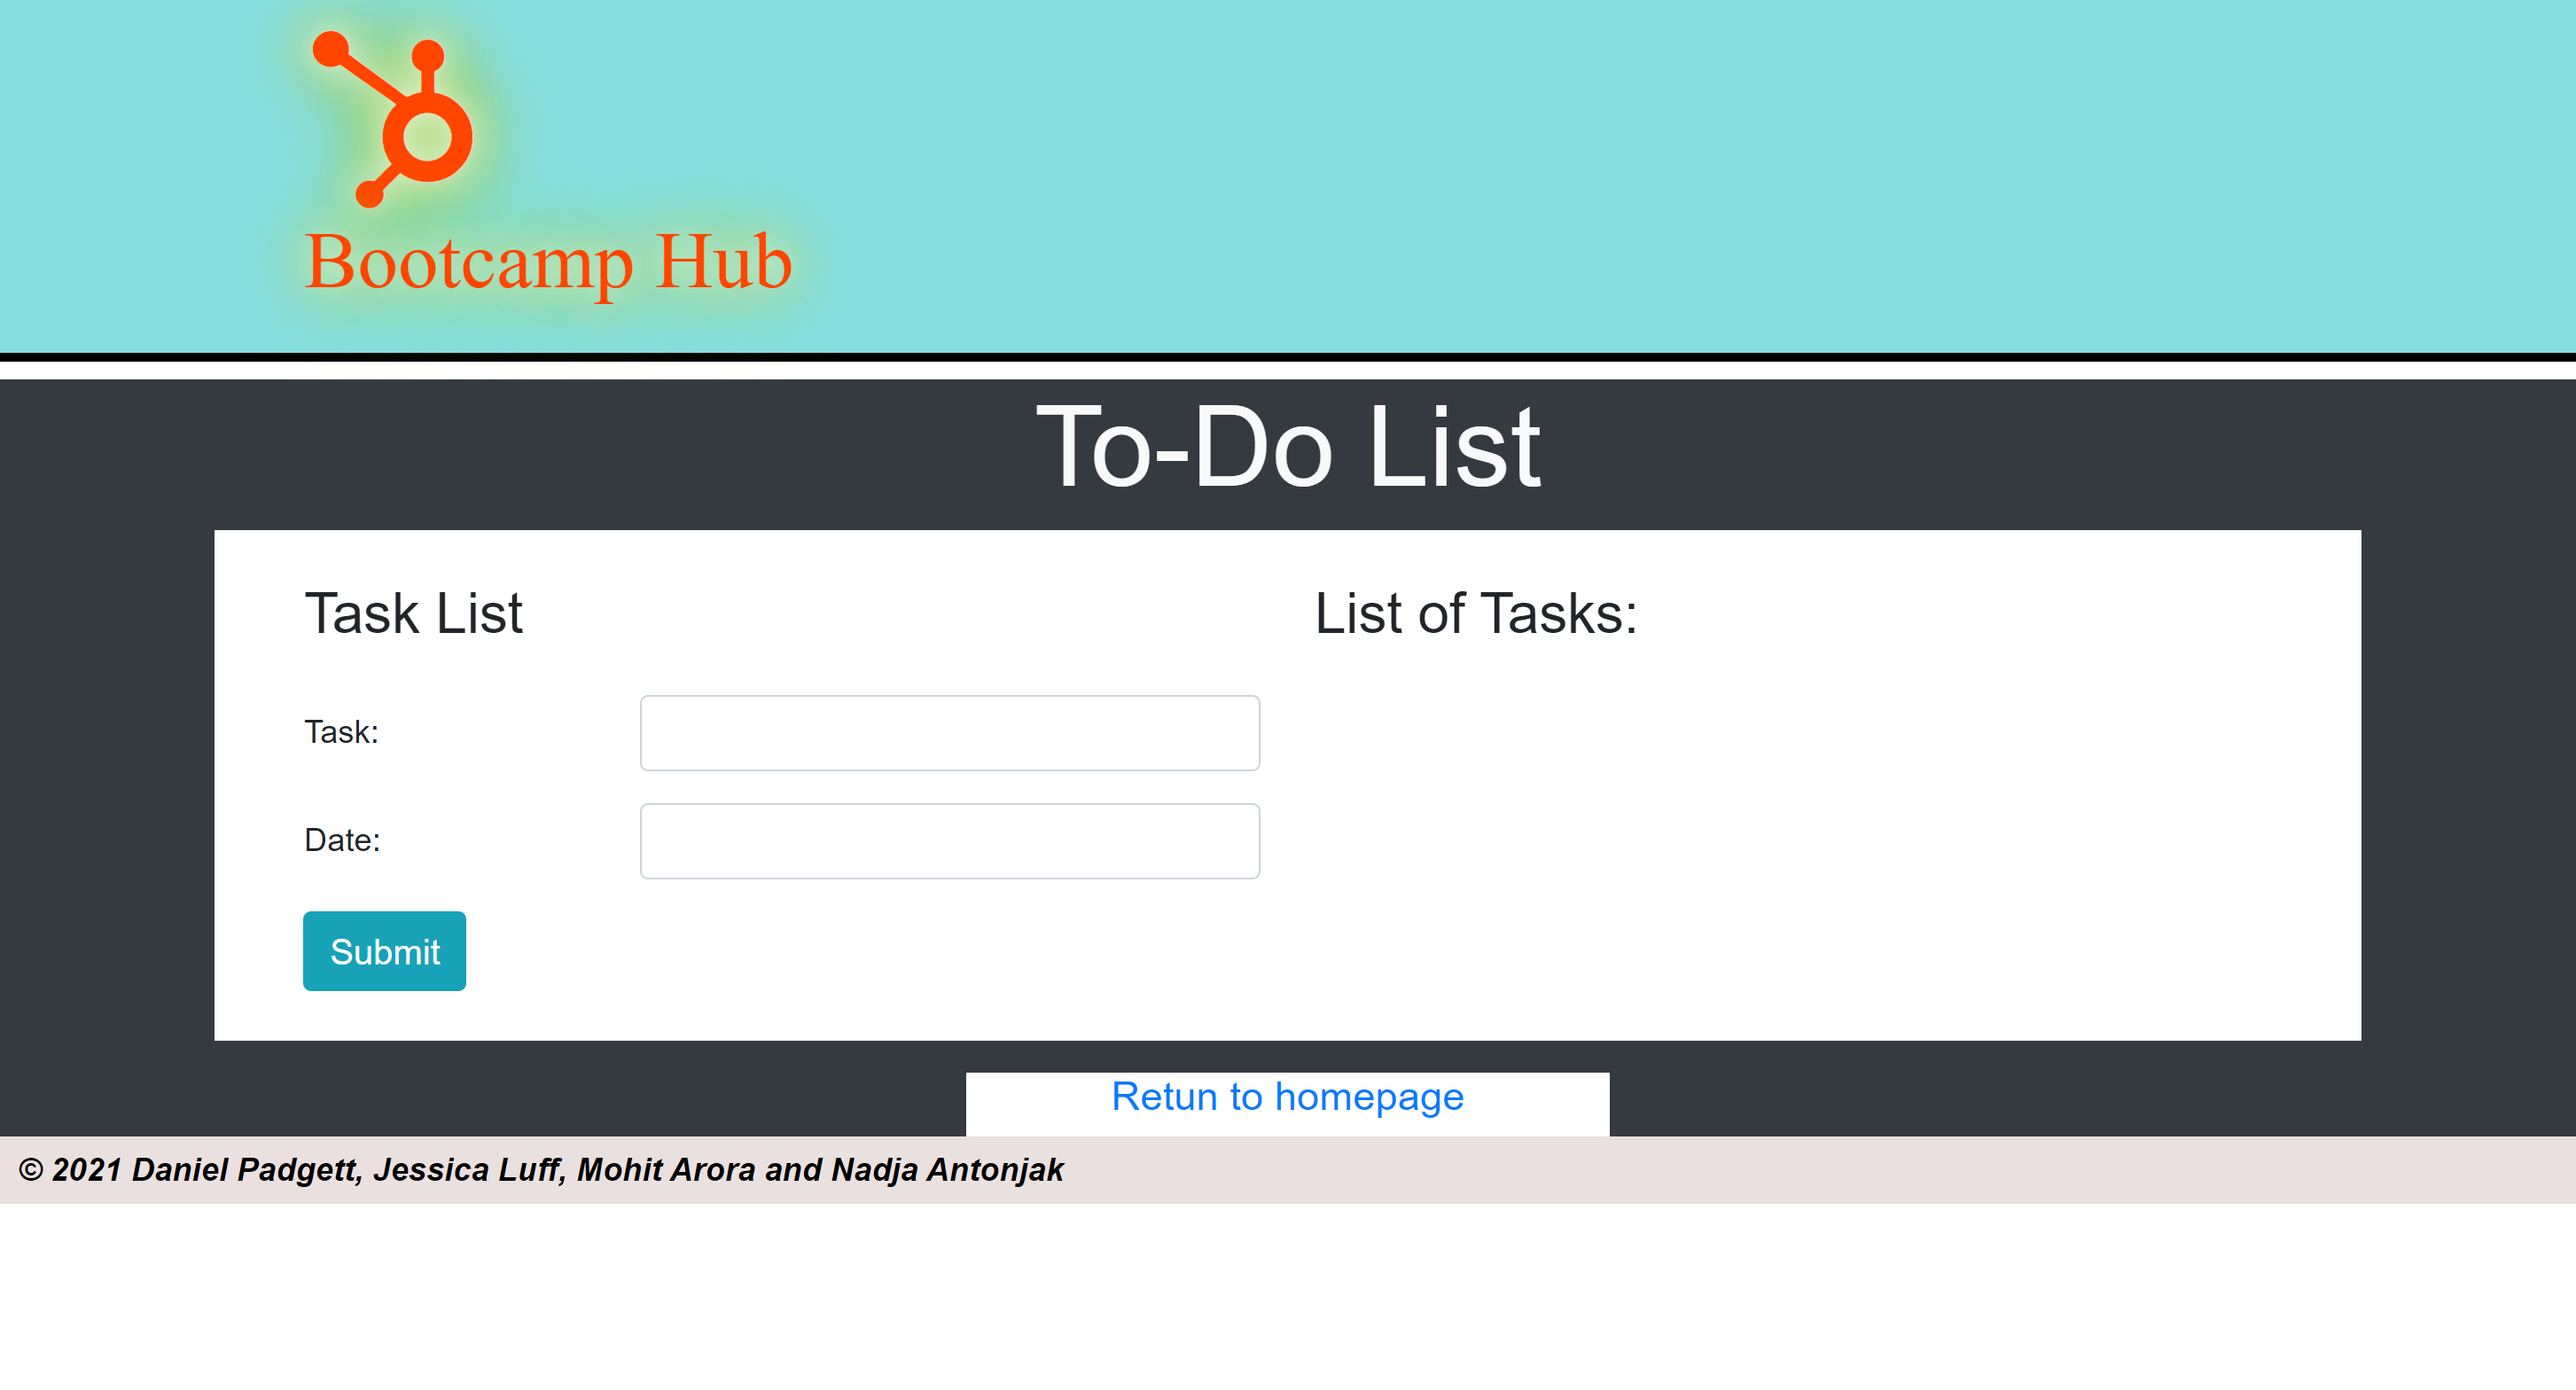 Bootcamp Hub
To-Do List
Task List
List of Tasks:
Task:
Date:
Submit
Retun to homepage
© 2021 Daniel Padgett, Jessica Luff, Mohit Arora and Nadja Antonjak